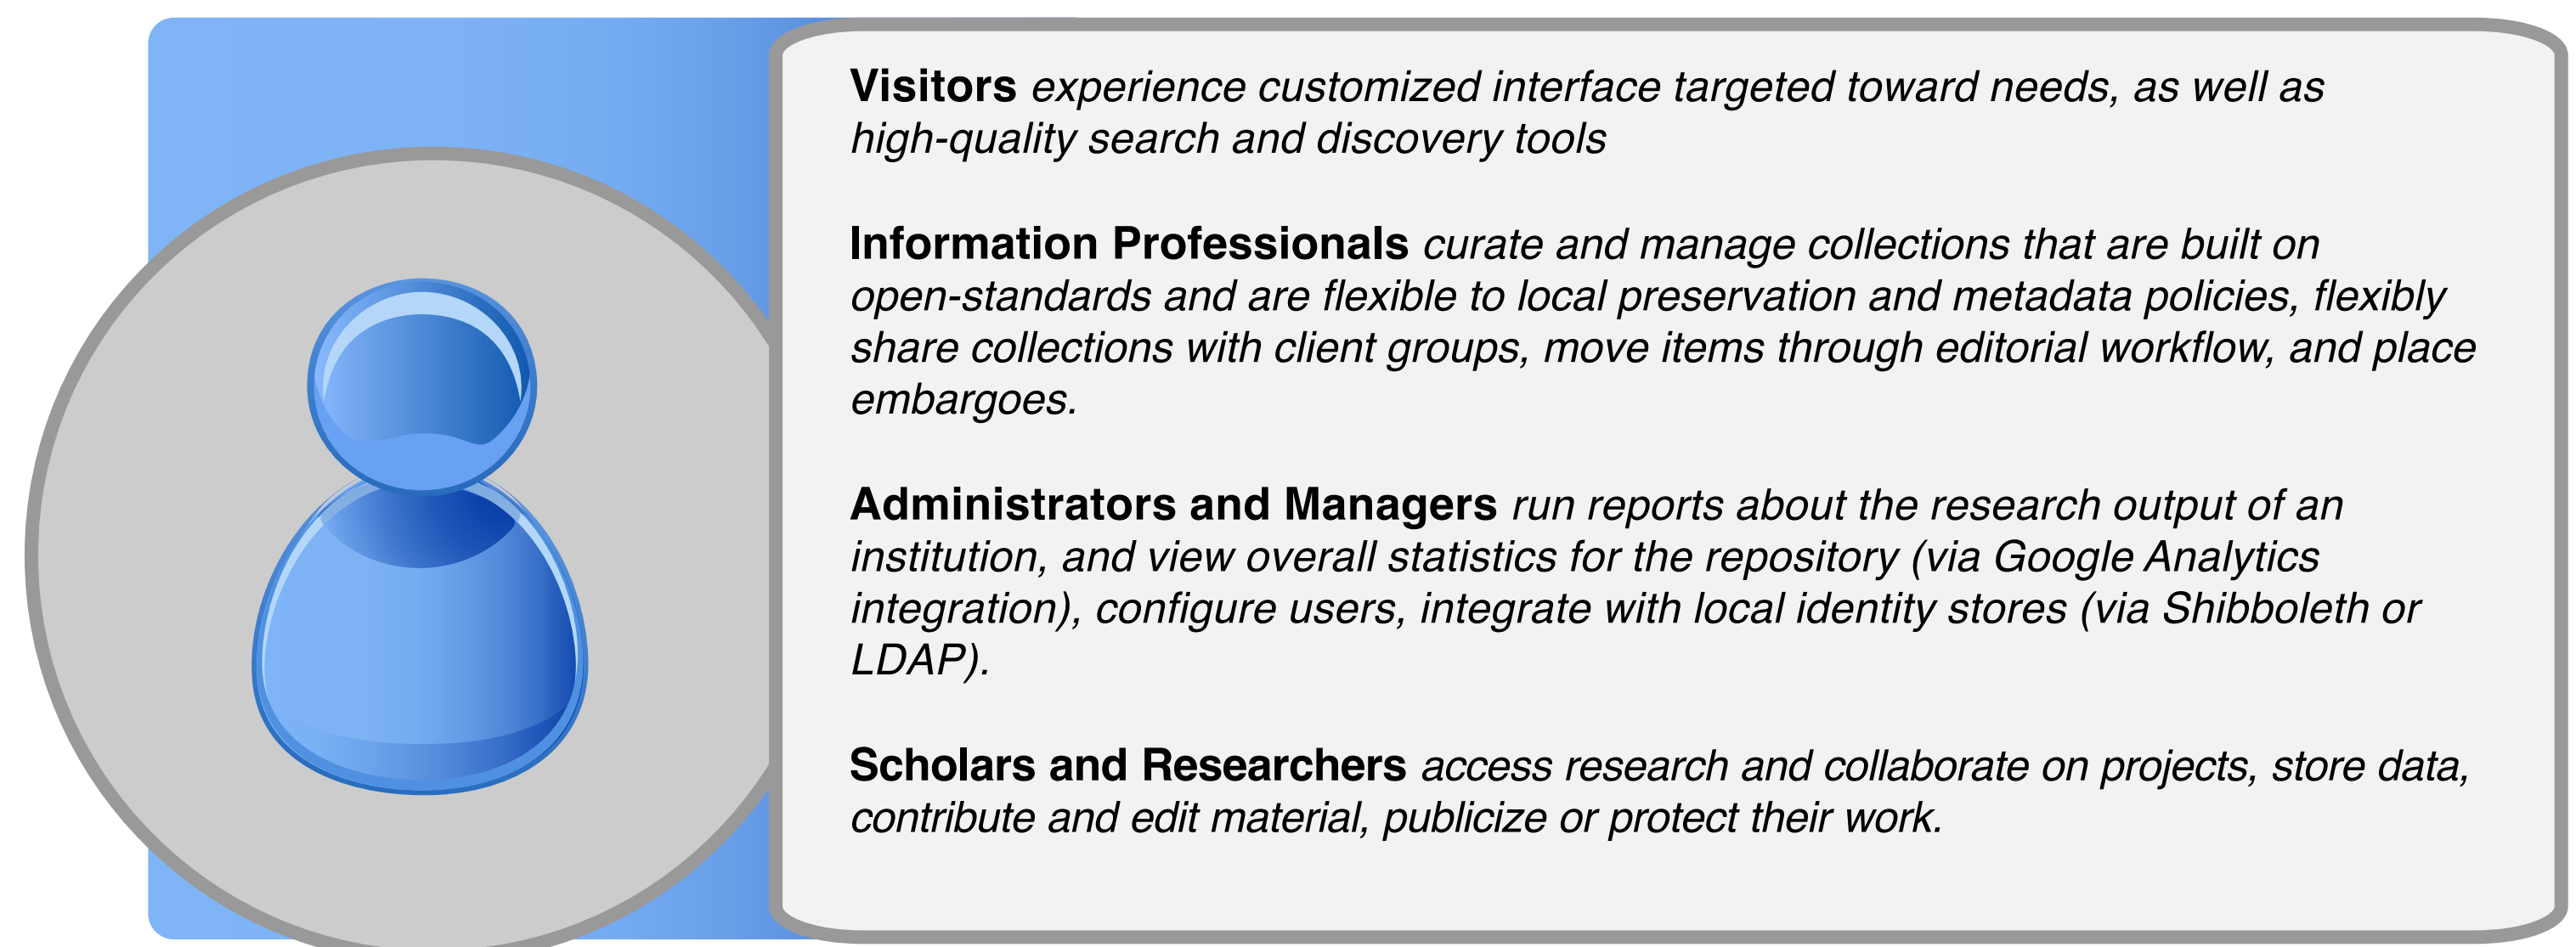 Visitors experience customized interface targeted toward needs, as well as
high-quality search and discovery tools
Information Professionals curate and manage collections that are built on
open-standards and are flexible to local preservation and metadata policies, flexibly
share collections with client groups, move items through editorial workflow, and place
embargoes.
Administrators and Managers run reports about the research output of an
institution, and view overall statistics for the repository (via Google Analytics
integration), configure users, integrate with local identity stores (via Shibboleth or
LDAP).
Scholars and Researchers access research and collaborate on projects, store data,
contribute and edit material, publicize or protect their work.